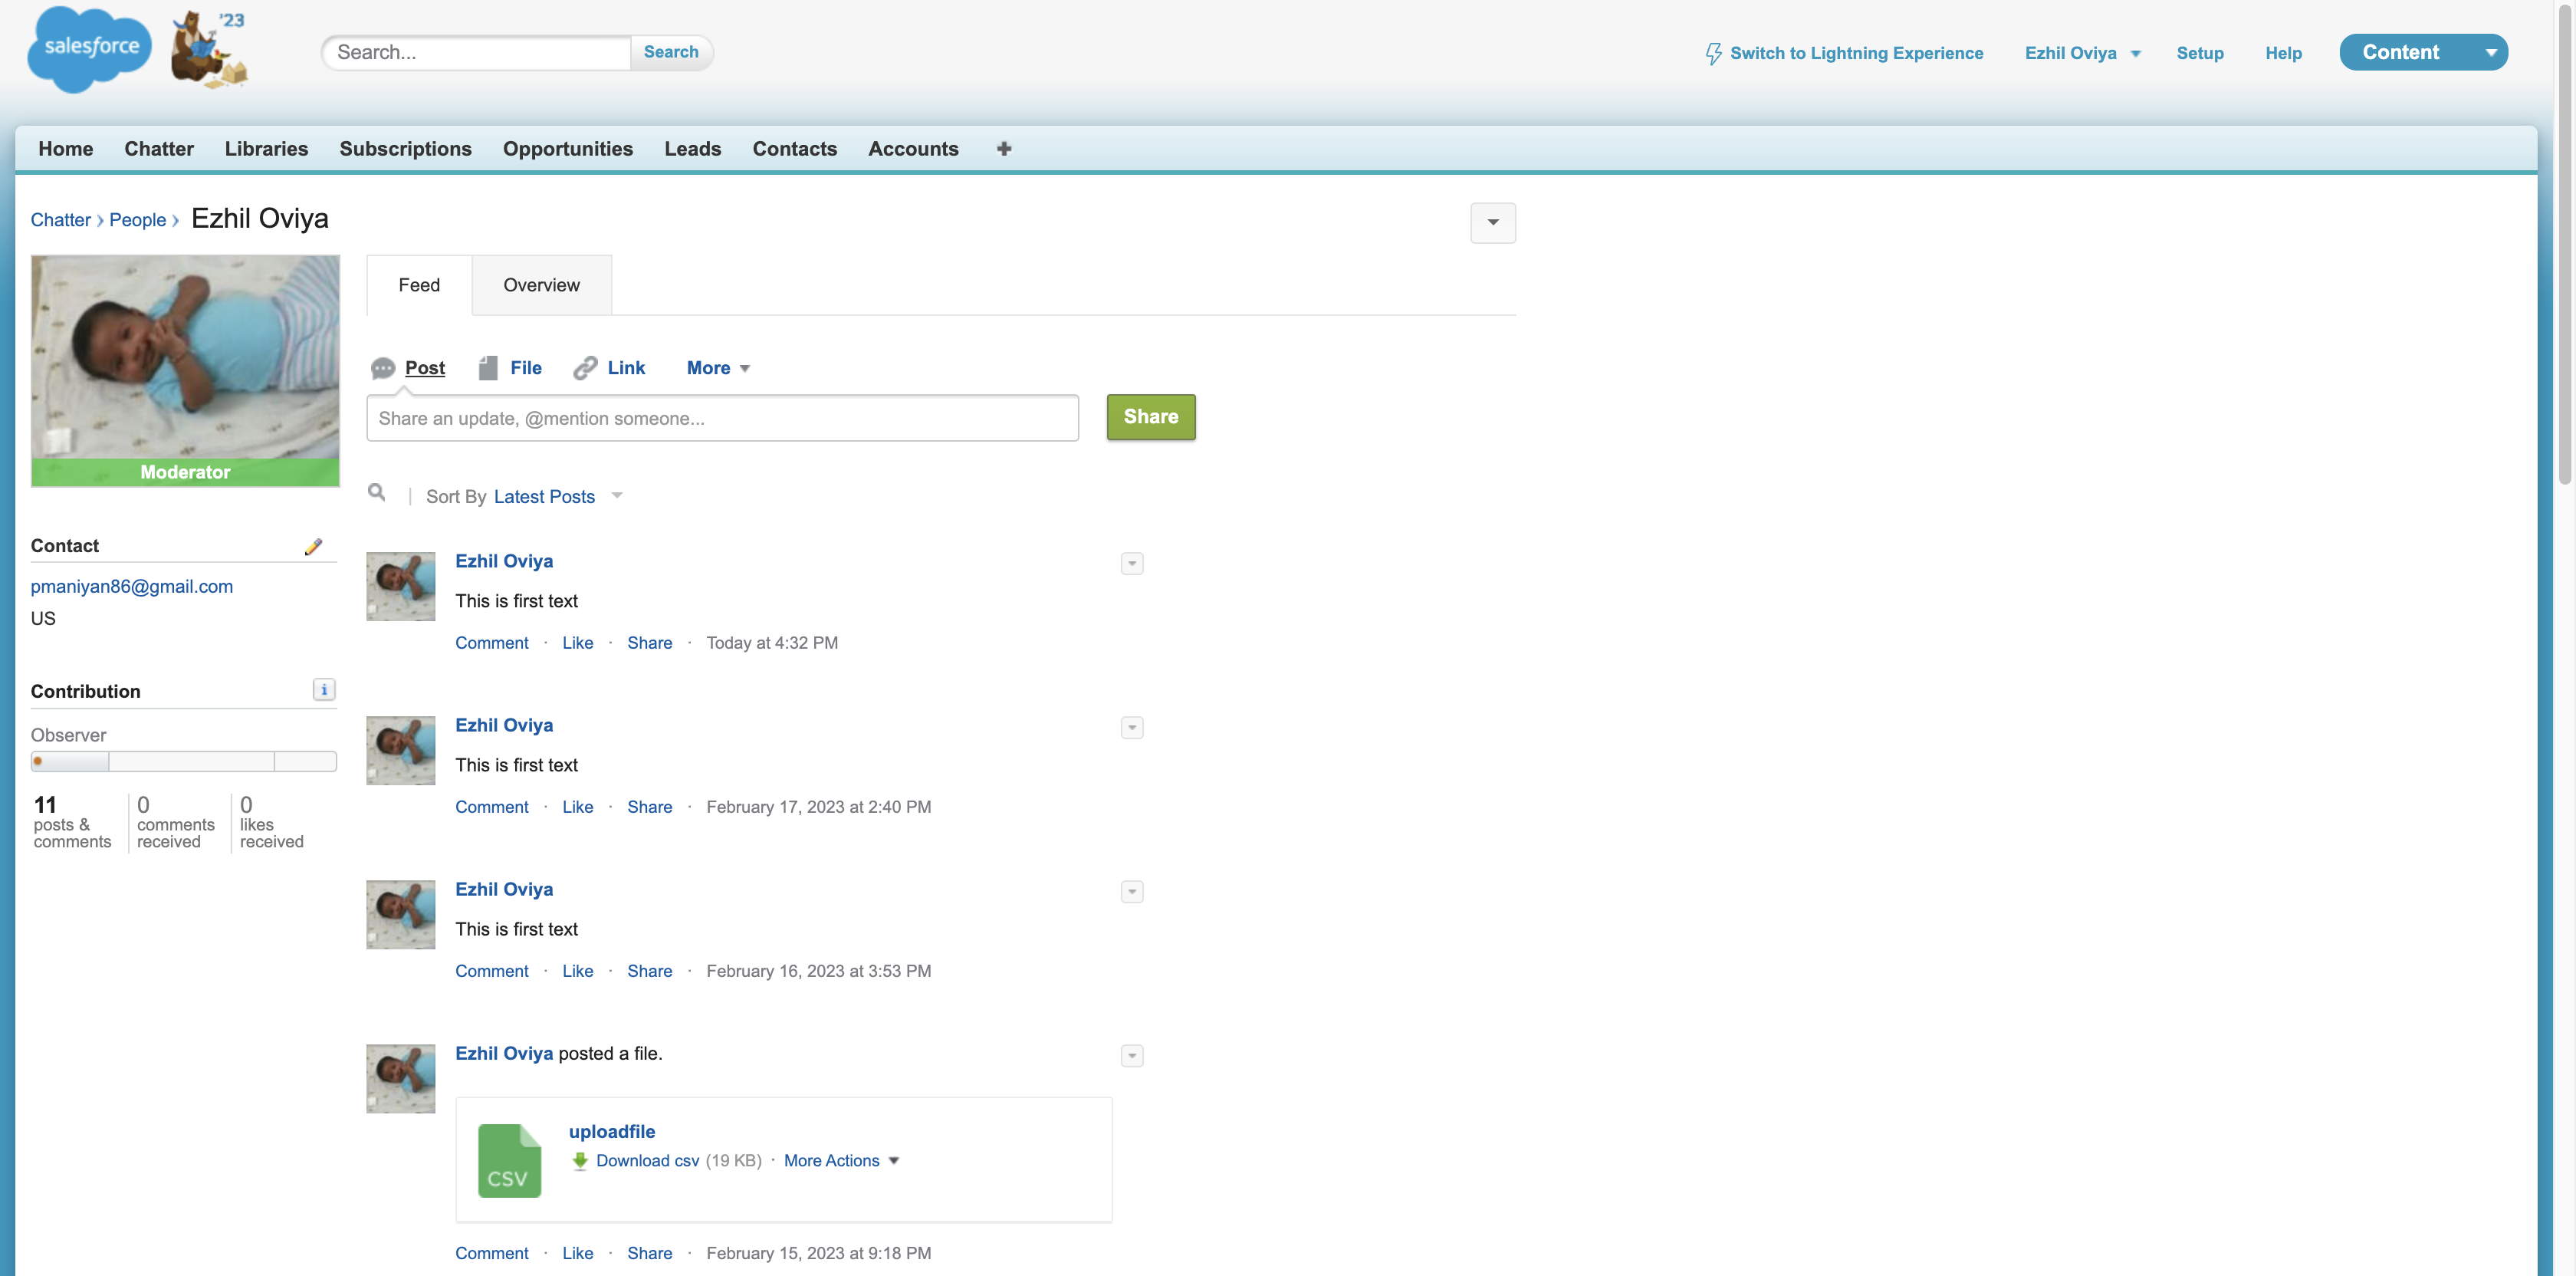 salesforce
'23
Search...
Search
Switch to Lightning Experience
Ezhil Oviya
Setup
Help
Content
Home
Chatter
Libraries
Subscriptions
Opportunities
Leads
Contacts
Accounts
Chatter › People › Ezhil Oviya
Moderator
Contact
pmaniyan86@gmail.com
US
Contribution
i
Observer
11
posts &
comments
0
comments
received
0
likes
received
Feed
Overview
Post
File
Link
More
Share an update, @mention someone...
Share
| Sort By Latest Posts
Ezhil Oviya
This is first text
Comment · Like · Share · Today at 4:32 PM
Ezhil Oviya
This is first text
Comment · Like · Share · February 17, 2023 at 2:40 PM
Ezhil Oviya
This is first text
Comment · Like · Share · February 16, 2023 at 3:53 PM
Ezhil Oviya posted a file.
CSV
uploadfile
Download csv (19 KB) · More Actions
Comment · Like · Share · February 15, 2023 at 9:18 PM